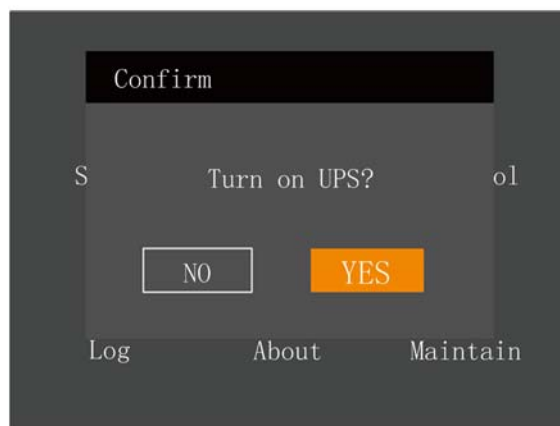 Confirm
S Turn on UPS? ol
NO YES
Log About Maintain